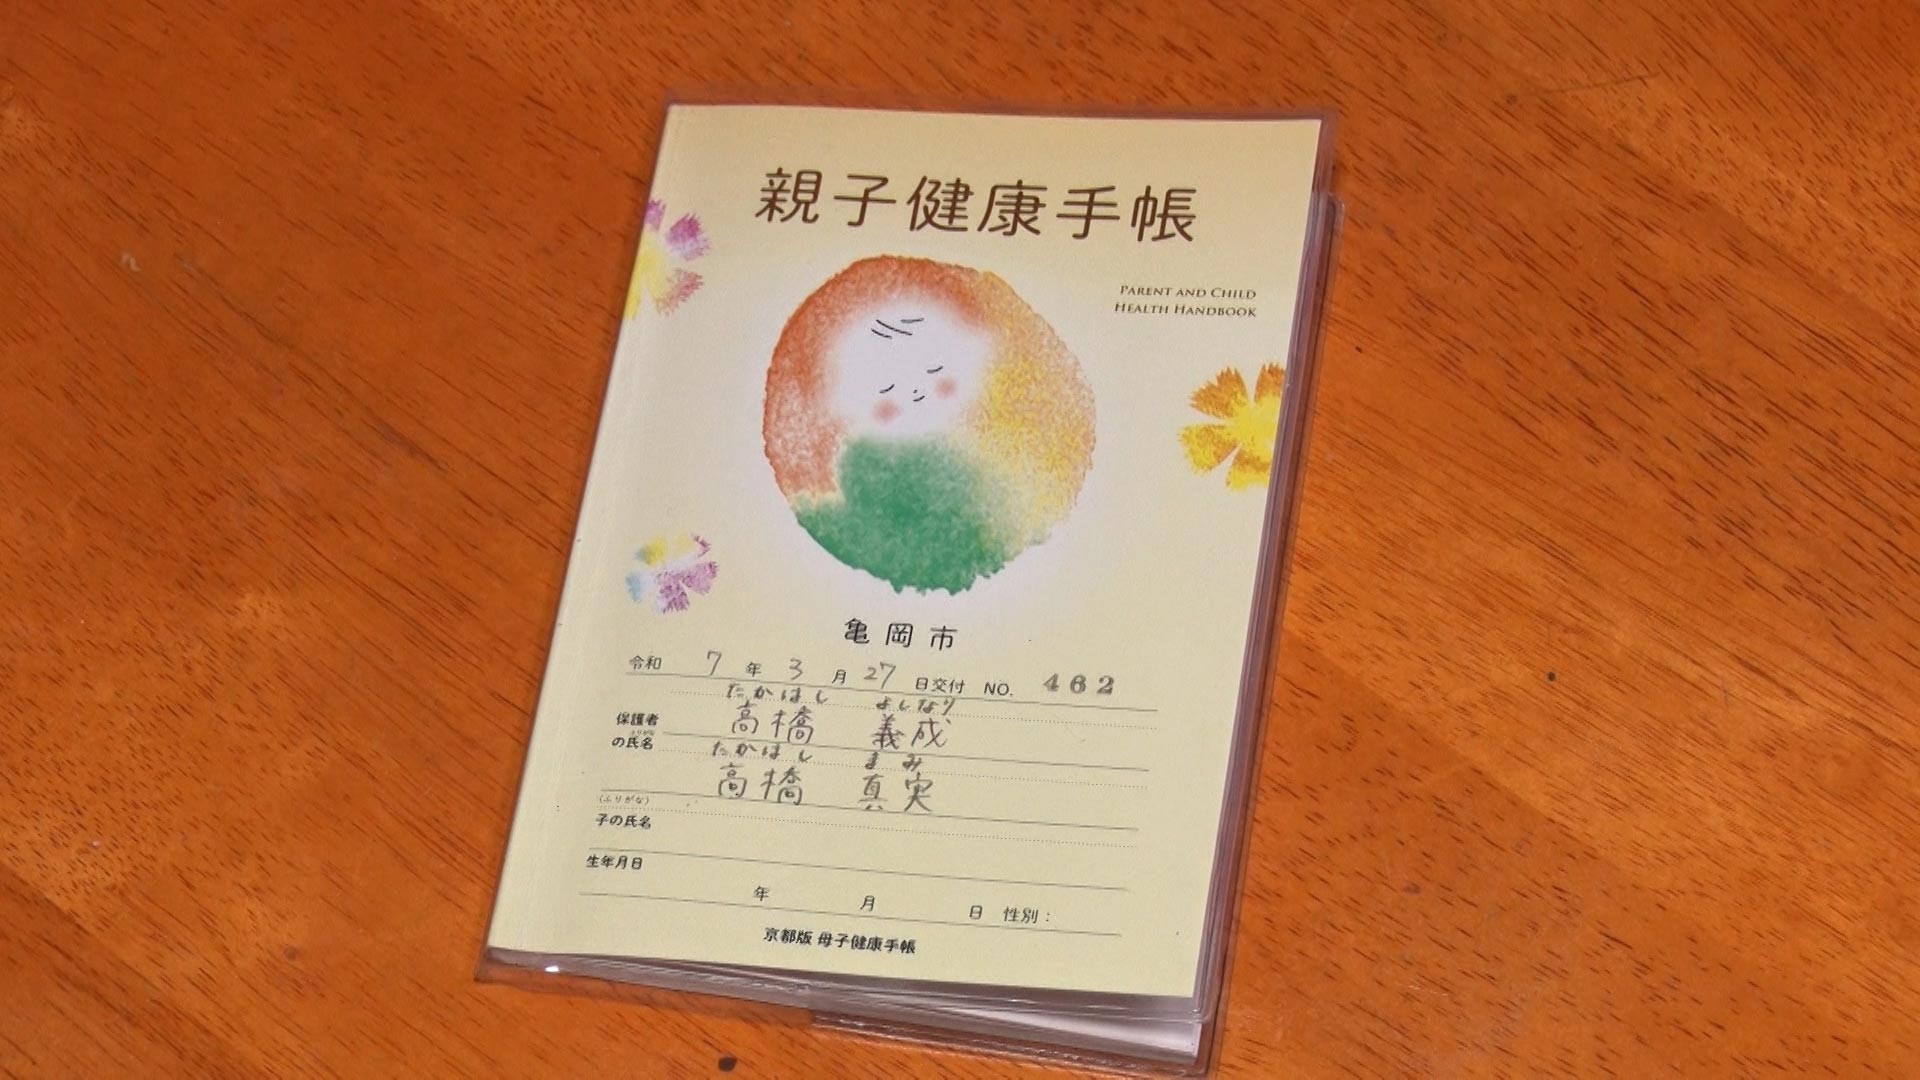 親子健康手帳
PARENT AND CHILD
HEALTH HANDBOOK
亀岡市
令和 7 年 3 月 27 日交付 NO. 462
たかはし よしなり
保護者 高橋 義成
の氏名 (ふりがな)
たかはし まみ
高橋 真実
(ふりがな)
子の氏名
生年月日
年 月 日 性別:
京都版 母子健康手帳